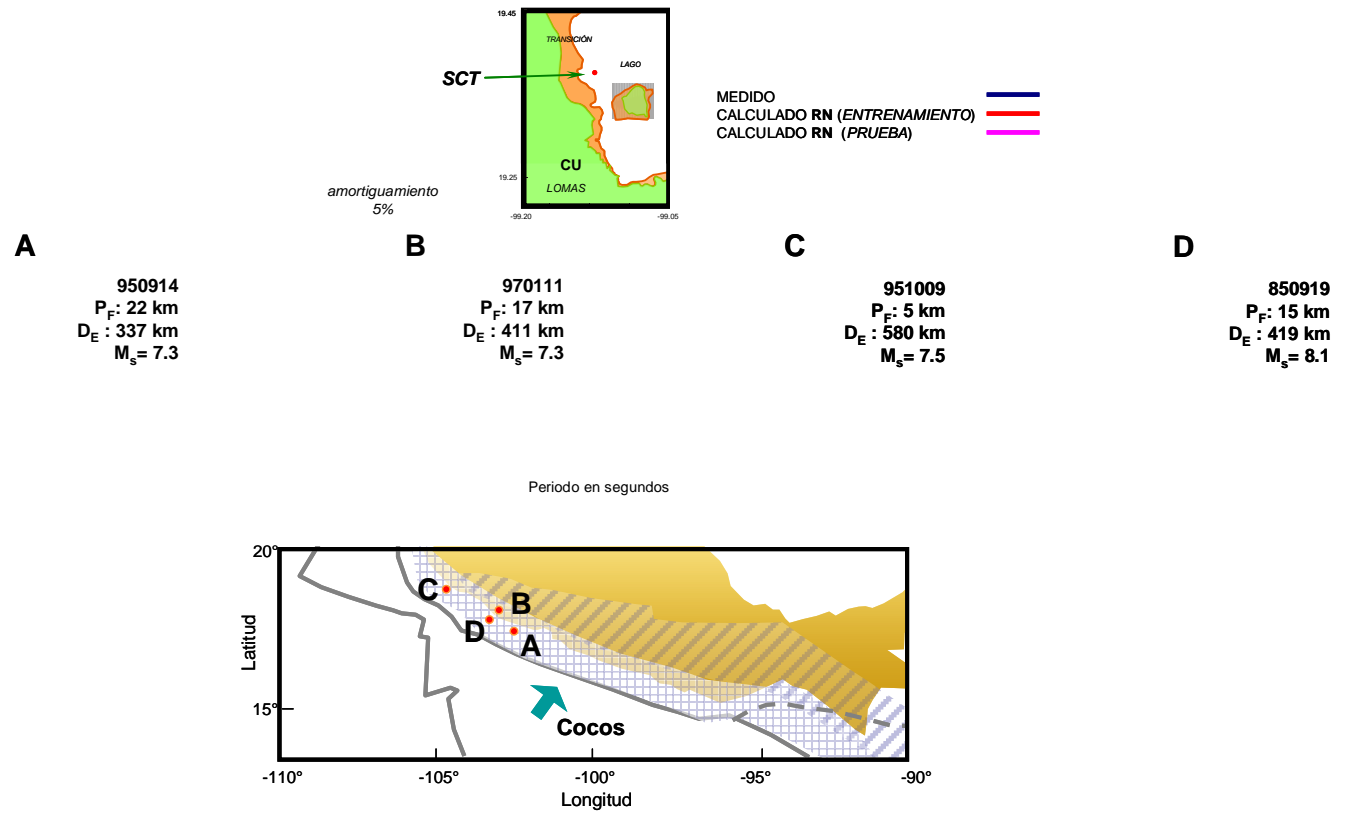 19.45
TRANSICIÓN
LAGO
SCT
MEDIDO
CALCULADO RN (ENTRENAMIENTO)
CALCULADO RN (PRUEBA)
CU
19.25
LOMAS
amortiguamiento
5%
-99.20
-99.05
A
950914
PF: 22 km
DE : 337 km
Ms= 7.3
B
970111
PF: 17 km
DE : 411 km
Ms= 7.3
C
951009
PF: 5 km
DE : 580 km
Ms= 7.5
D
850919
PF: 15 km
DE : 419 km
Ms= 8.1
Periodo en segundos
20°
C
B
D
A
Latitud
15°
Cocos
-110°
-105°
-100°
-95°
-90°
Longitud